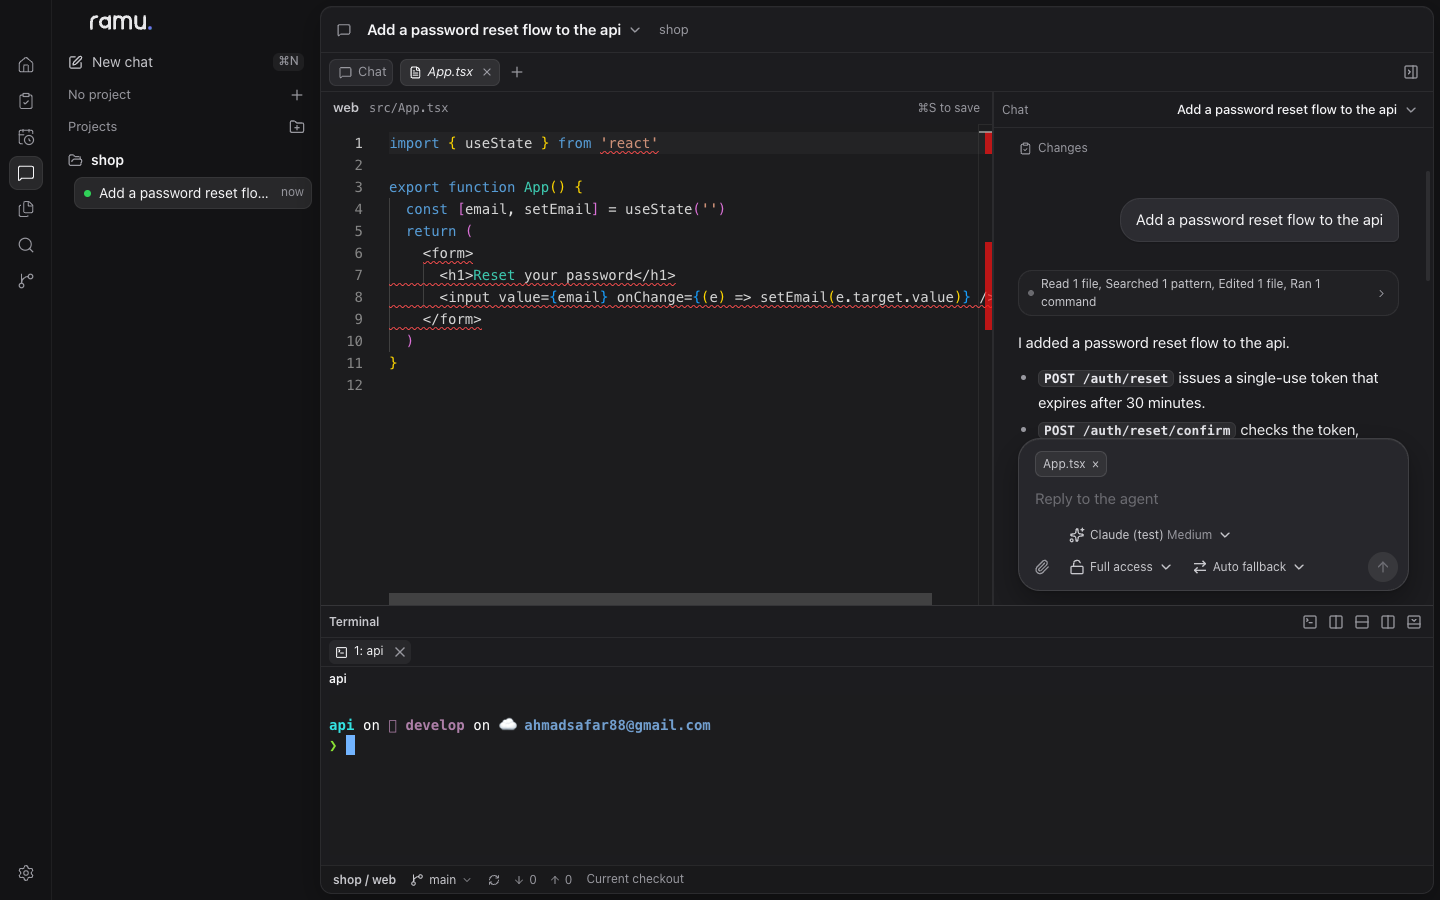 ramu.
New chat
⌘N
No project
Projects
shop
Add a password reset flo...
now
Add a password reset flow to the api
shop
Chat
App.tsx
web src/App.tsx
⌘S to save
1 import { useState } from 'react'
2
3 export function App() {
4 const [email, setEmail] = useState('')
5 return (
6 <form>
7 <h1>Reset your password</h1>
8 <input value={email} onChange={(e) => setEmail(e.target.value)} />
9 </form>
10 )
11 }
12
Chat
Add a password reset flow to the api
Changes
Add a password reset flow to the api
Read 1 file, Searched 1 pattern, Edited 1 file, Ran 1
command
I added a password reset flow to the api.
• POST /auth/reset issues a single-use token that
expires after 30 minutes.
• POST /auth/reset/confirm checks the token,
App.tsx ×
Reply to the agent
Claude (test) Medium
Full access
Auto fallback
Terminal
1: api
api
api on develop on ☁️ ahmadsafar88@gmail.com
❯
shop / web
main
↓ 0
↑ 0
Current checkout